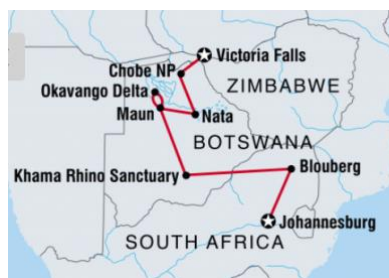 Victoria Falls
Chobe NP
ZIMBABWE
Okavango Delta
Maun
Nata
BOTSWANA
Blouberg
Khama Rhino Sanctuary
Johannesburg
SOUTH AFRICA